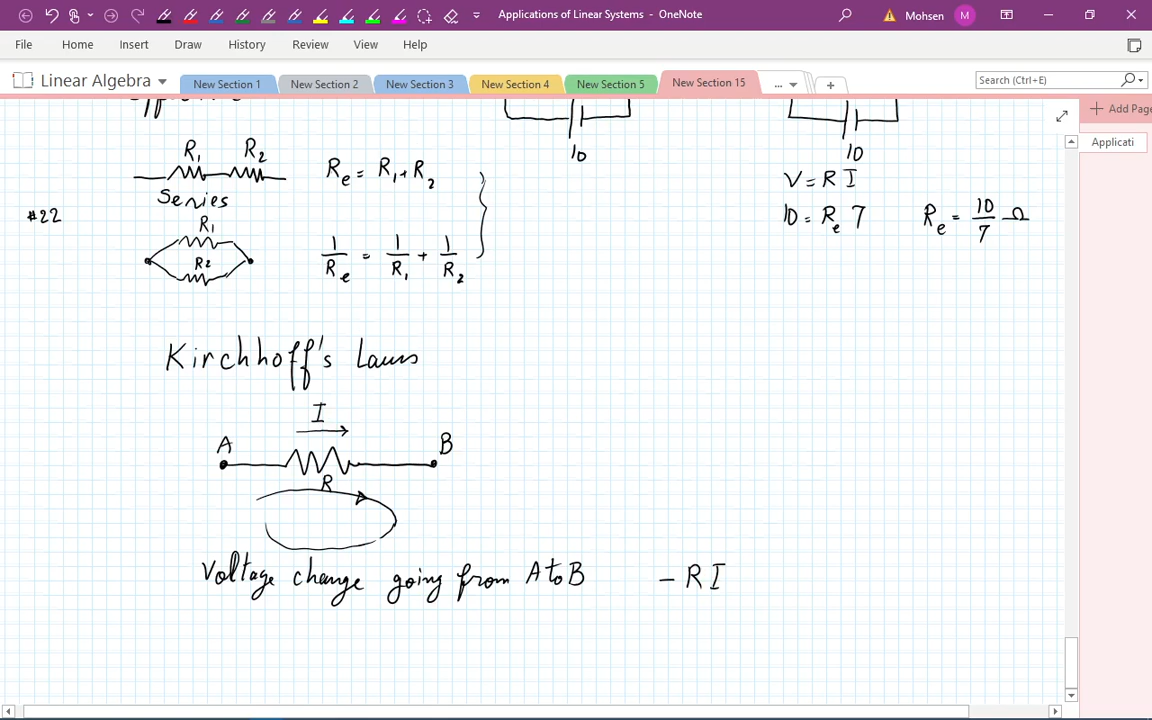 Applications of Linear Systems - OneNote
Mohsen
M
File Home Insert Draw History Review View Help
Linear Algebra
New Section 1 New Section 2 New Section 3 New Section 4 New Section 5 New Section 15 ...
Search (Ctrl+E)
Add Page
Applicati
10
10
R1 R2
Re = R1 + R2
Series
V = R I
#22
10 = Re 7 Re = 10/7 Ω
R1
R2
1/Re = 1/R1 + 1/R2
Kirchhoff's Laws
I
A B
R
Voltage change going from A to B - R I